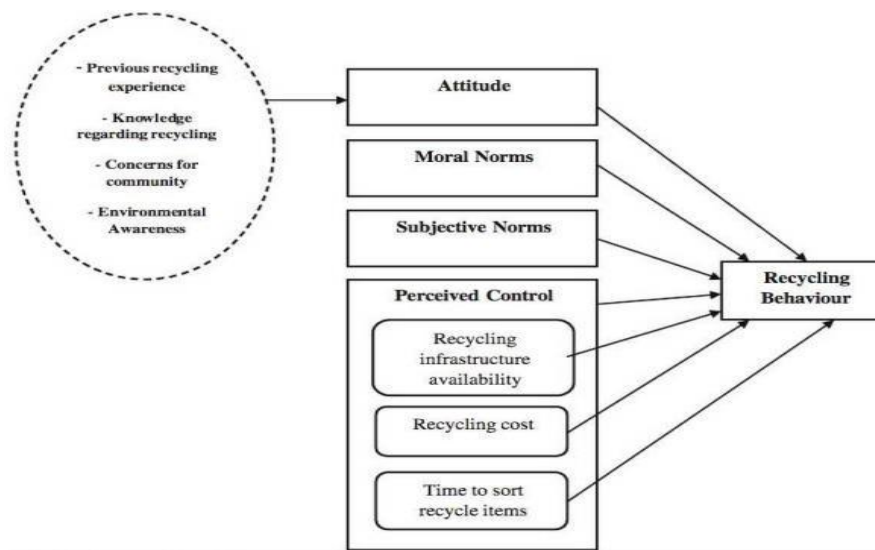 - Previous recycling
experience
- Knowledge
regarding recycling
- Concerns for
community
- Environmental
Awareness
Attitude
Moral Norms
Subjective Norms
Perceived Control
Recycling
infrastructure
availability
Recycling cost
Time to sort
recycle items
Recycling
Behaviour